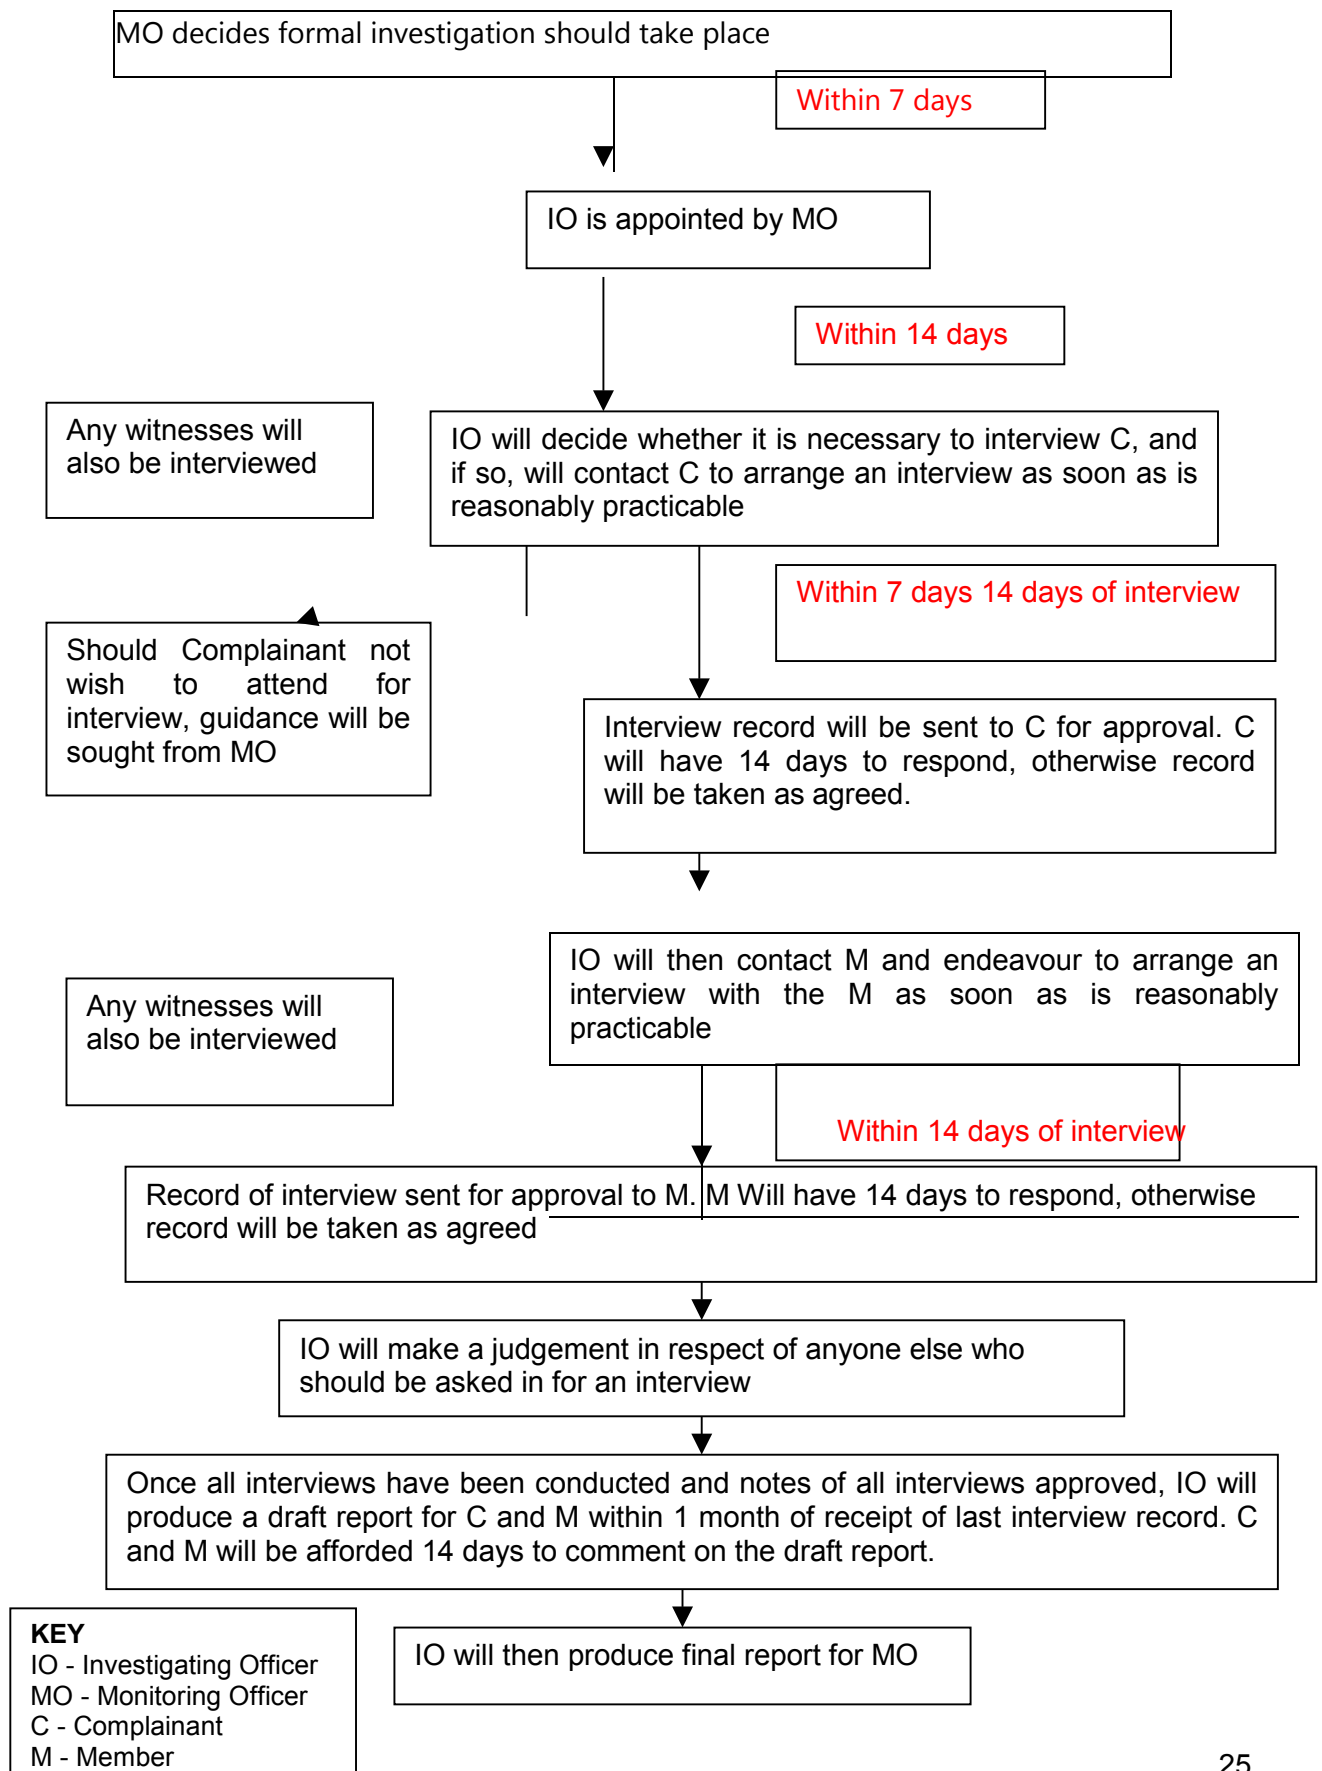 MO decides formal investigation should take place
Within 7 days
IO is appointed by MO
Within 14 days
Any witnesses will
also be interviewed
IO will decide whether it is necessary to interview C, and
if so, will contact C to arrange an interview as soon as is
reasonably practicable
Within 7 days 14 days of interview
Should Complainant not
wish to attend for
interview, guidance will be
sought from MO
Interview record will be sent to C for approval. C
will have 14 days to respond, otherwise record
will be taken as agreed.
IO will then contact M and endeavour to arrange an
interview with the M as soon as is reasonably
practicable
Any witnesses will
also be interviewed
Within 14 days of interview
Record of interview sent for approval to M. M Will have 14 days to respond, otherwise
record will be taken as agreed
IO will make a judgement in respect of anyone else who
should be asked in for an interview
Once all interviews have been conducted and notes of all interviews approved, IO will
produce a draft report for C and M within 1 month of receipt of last interview record. C
and M will be afforded 14 days to comment on the draft report.
IO will then produce final report for MO
KEY
IO - Investigating Officer
MO - Monitoring Officer
C - Complainant
M - Member
25